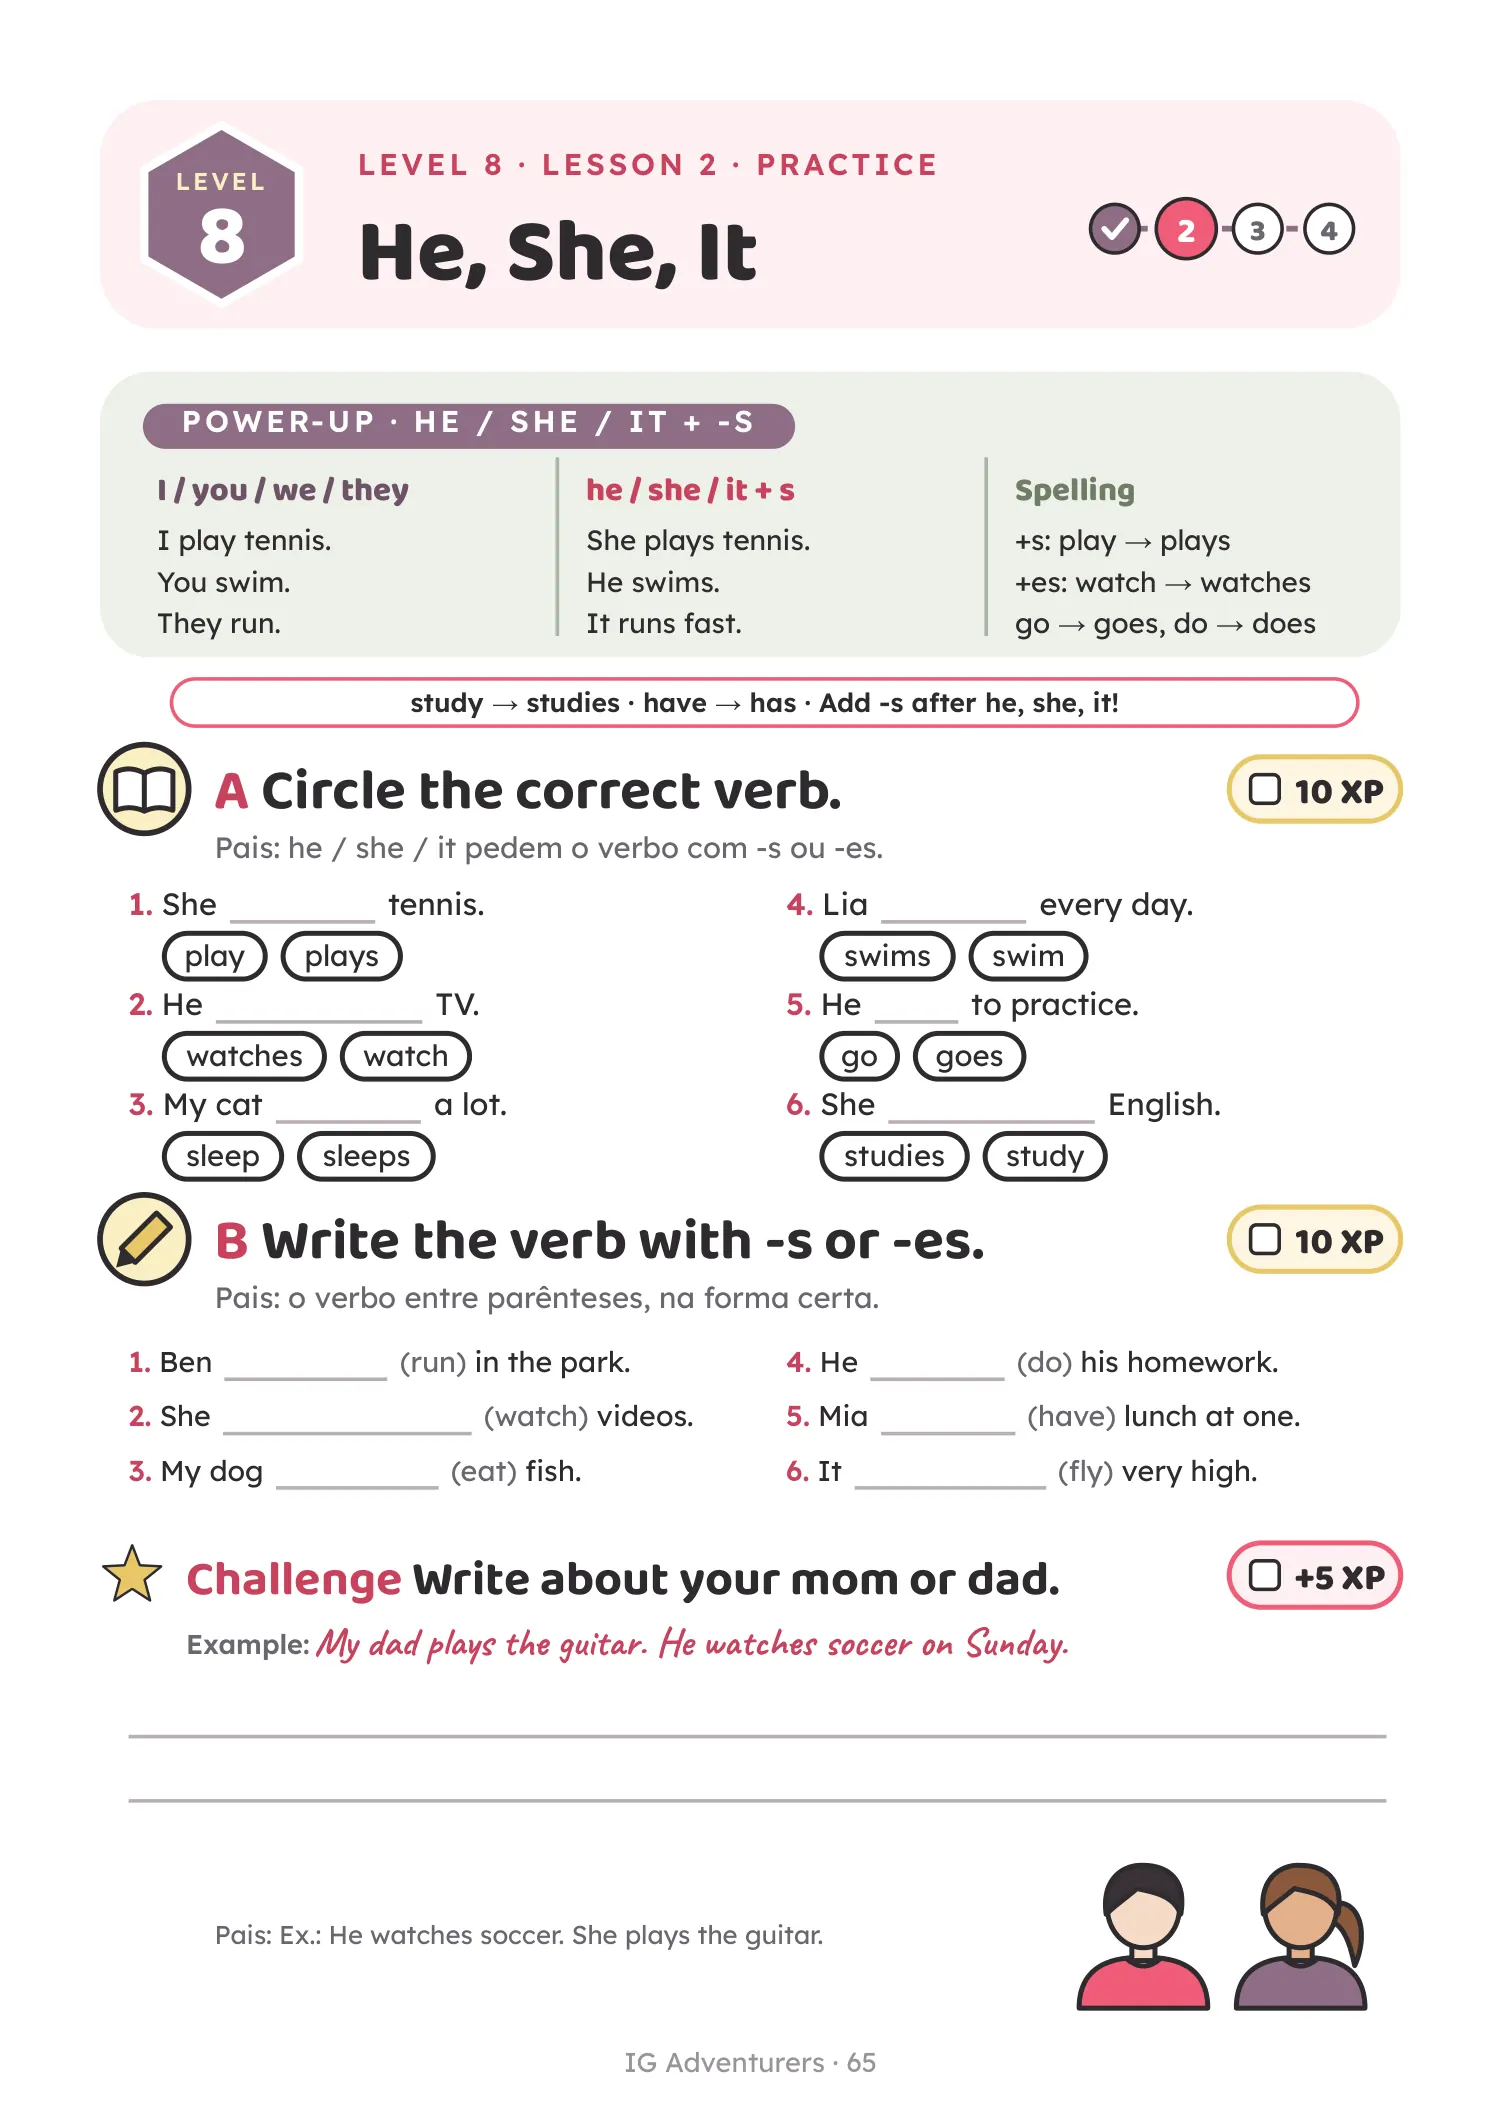 LEVEL
8
LEVEL 8 · LESSON 2 · PRACTICE
He, She, It
2
3
4
POWER-UP · HE / SHE / IT + -S
I / you / we / they
I play tennis.
You swim.
They run.
he / she / it + s
She plays tennis.
He swims.
It runs fast.
Spelling
+s: play → plays
+es: watch → watches
go → goes, do → does
study → studies · have → has · Add -s after he, she, it!
A Circle the correct verb.
10 XP
Pais: he / she / it pedem o verbo com -s ou -es.
1. She ________ tennis.
play plays
2. He ________ TV.
watches watch
3. My cat ________ a lot.
sleep sleeps
4. Lia ________ every day.
swims swim
5. He ________ to practice.
go goes
6. She ________ English.
studies study
B Write the verb with -s or -es.
10 XP
Pais: o verbo entre parênteses, na forma certa.
1. Ben ________ (run) in the park.
2. She ________ (watch) videos.
3. My dog ________ (eat) fish.
4. He ________ (do) his homework.
5. Mia ________ (have) lunch at one.
6. It ________ (fly) very high.
Challenge Write about your mom or dad.
+5 XP
Example: My dad plays the guitar. He watches soccer on Sunday.
Pais: Ex.: He watches soccer. She plays the guitar.
IG Adventurers · 65